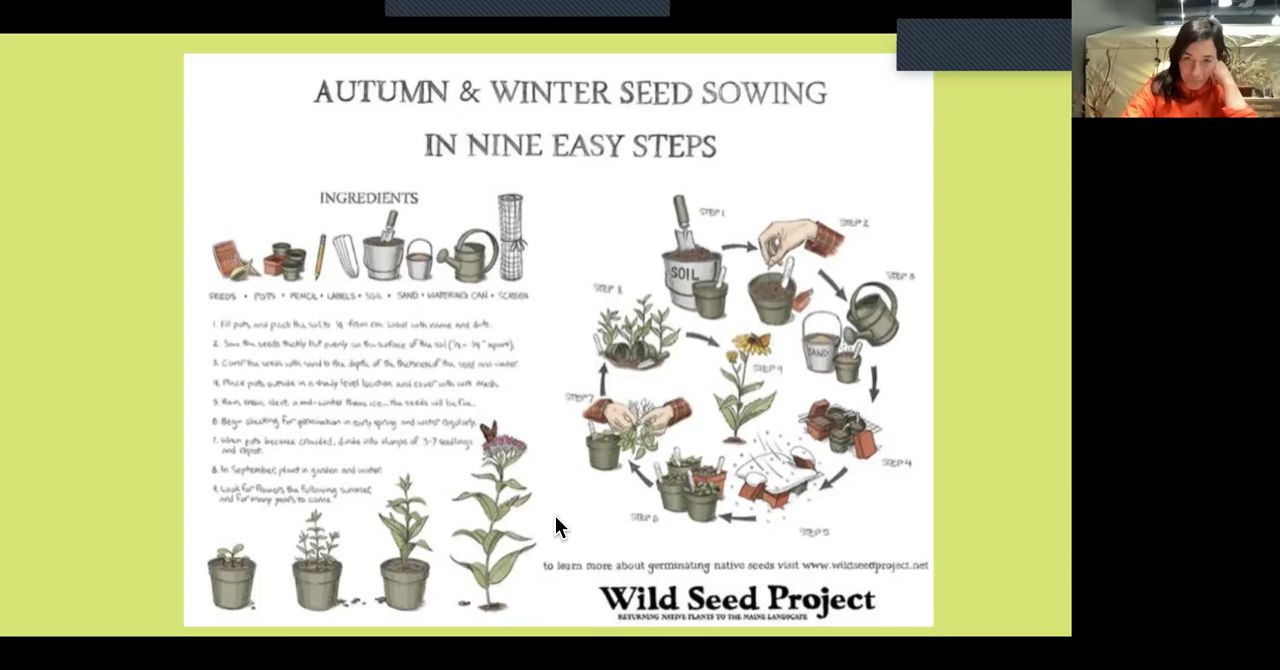 AUTUMN & WINTER SEED SOWING
IN NINE EASY STEPS
INGREDIENTS
SEEDS • POTS • PENCIL • LABELS • SOIL • SAND • WATERING CAN • SCREEN
1. Fill pots and pack the soil to from rim. Label with name and date.
2. Sow the seeds thickly but evenly on the surface of the soil apart).
3. Cover the seeds with sand to the depth of the thickness of the seed and water.
4. Place pots outside in a shady level location and cover with mesh.
5. Rain, snow, sleet, a mid-winter thaw, ice... the seeds will be fine.
6. Begin checking for germination in early spring and water regularly.
7. When pots become crowded, divide into clumps of 3-7 seedlings
and repot.
8. In September, plant in garden and water.
9. Look for flowers the following summer,
and for many years to come.
STEP 1
STEP 2
STEP 3
STEP 4
STEP 5
STEP 6
STEP 7
STEP 8
STEP 9
SOIL
SAND
to learn more about germinating native seeds visit www.wildseedproject.net
Wild Seed Project
RETURNING NATIVE PLANTS TO THE MAINE LANDSCAPE